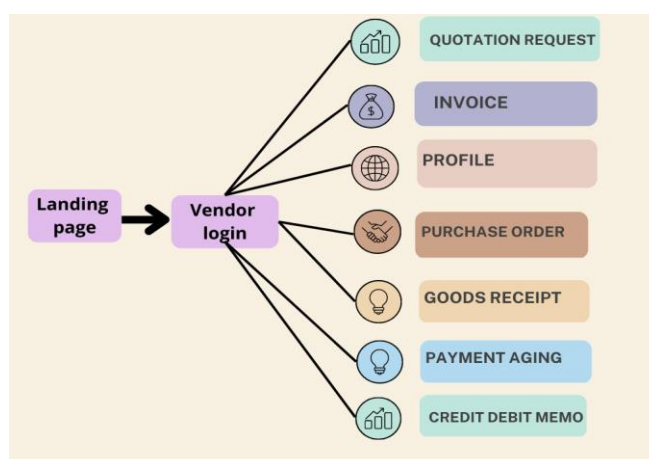 QUOTATION REQUEST
INVOICE
$
PROFILE
Landing
page
Vendor
login
PURCHASE ORDER
GOODS RECEIPT
PAYMENT AGING
CREDIT DEBIT MEMO